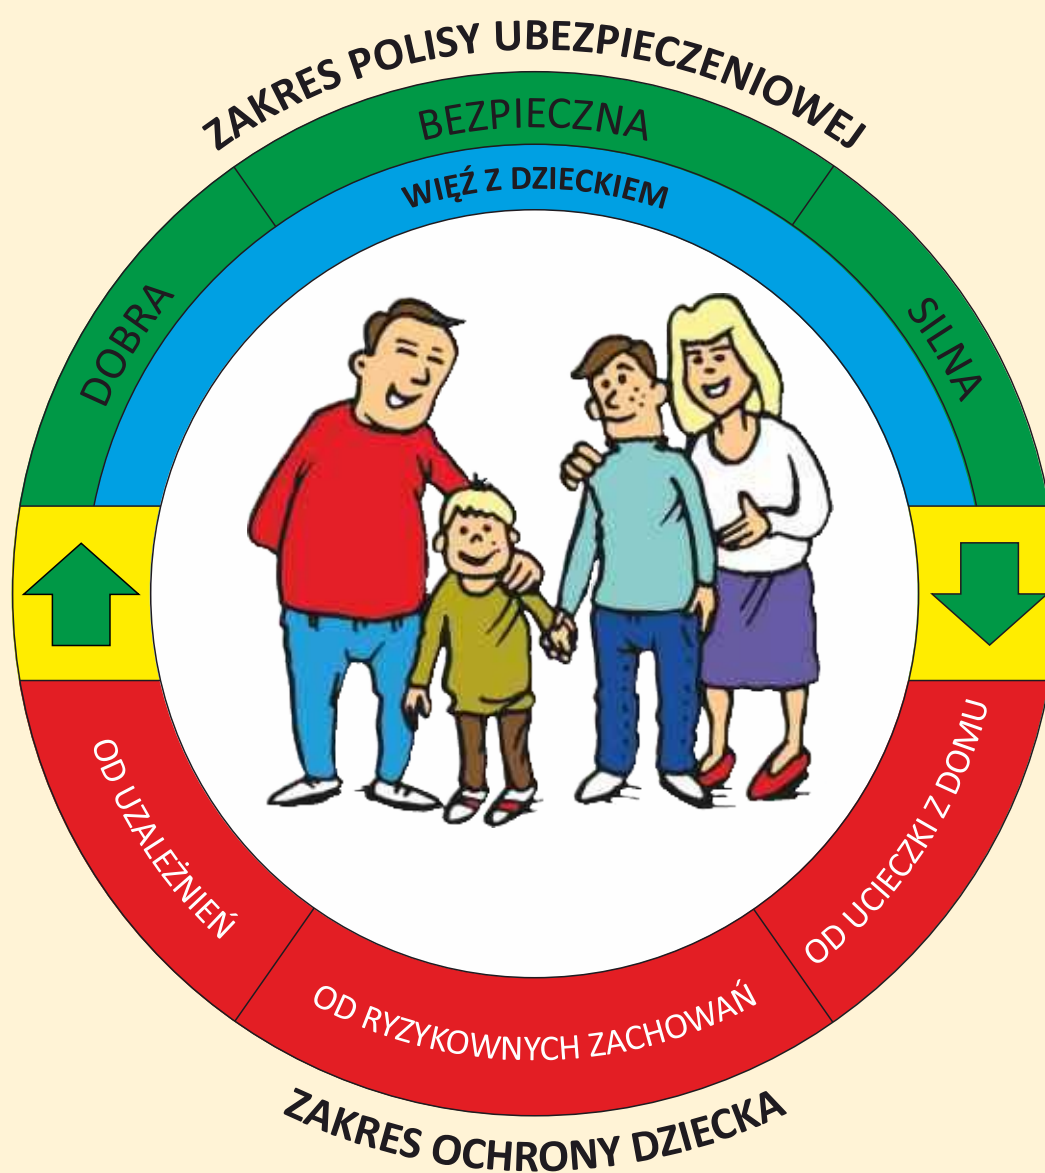 ZAKRES POLISY UBEZPIECZENIOWEJ
BEZPIECZNA
WIĘŹ Z DZIECKIEM
DOBRA
SILNA
OD UZALEŻNIEŃ
OD RYZYKOWNYCH ZACHOWAŃ
OD UCIECZKI Z DOMU
ZAKRES OCHRONY DZIECKA